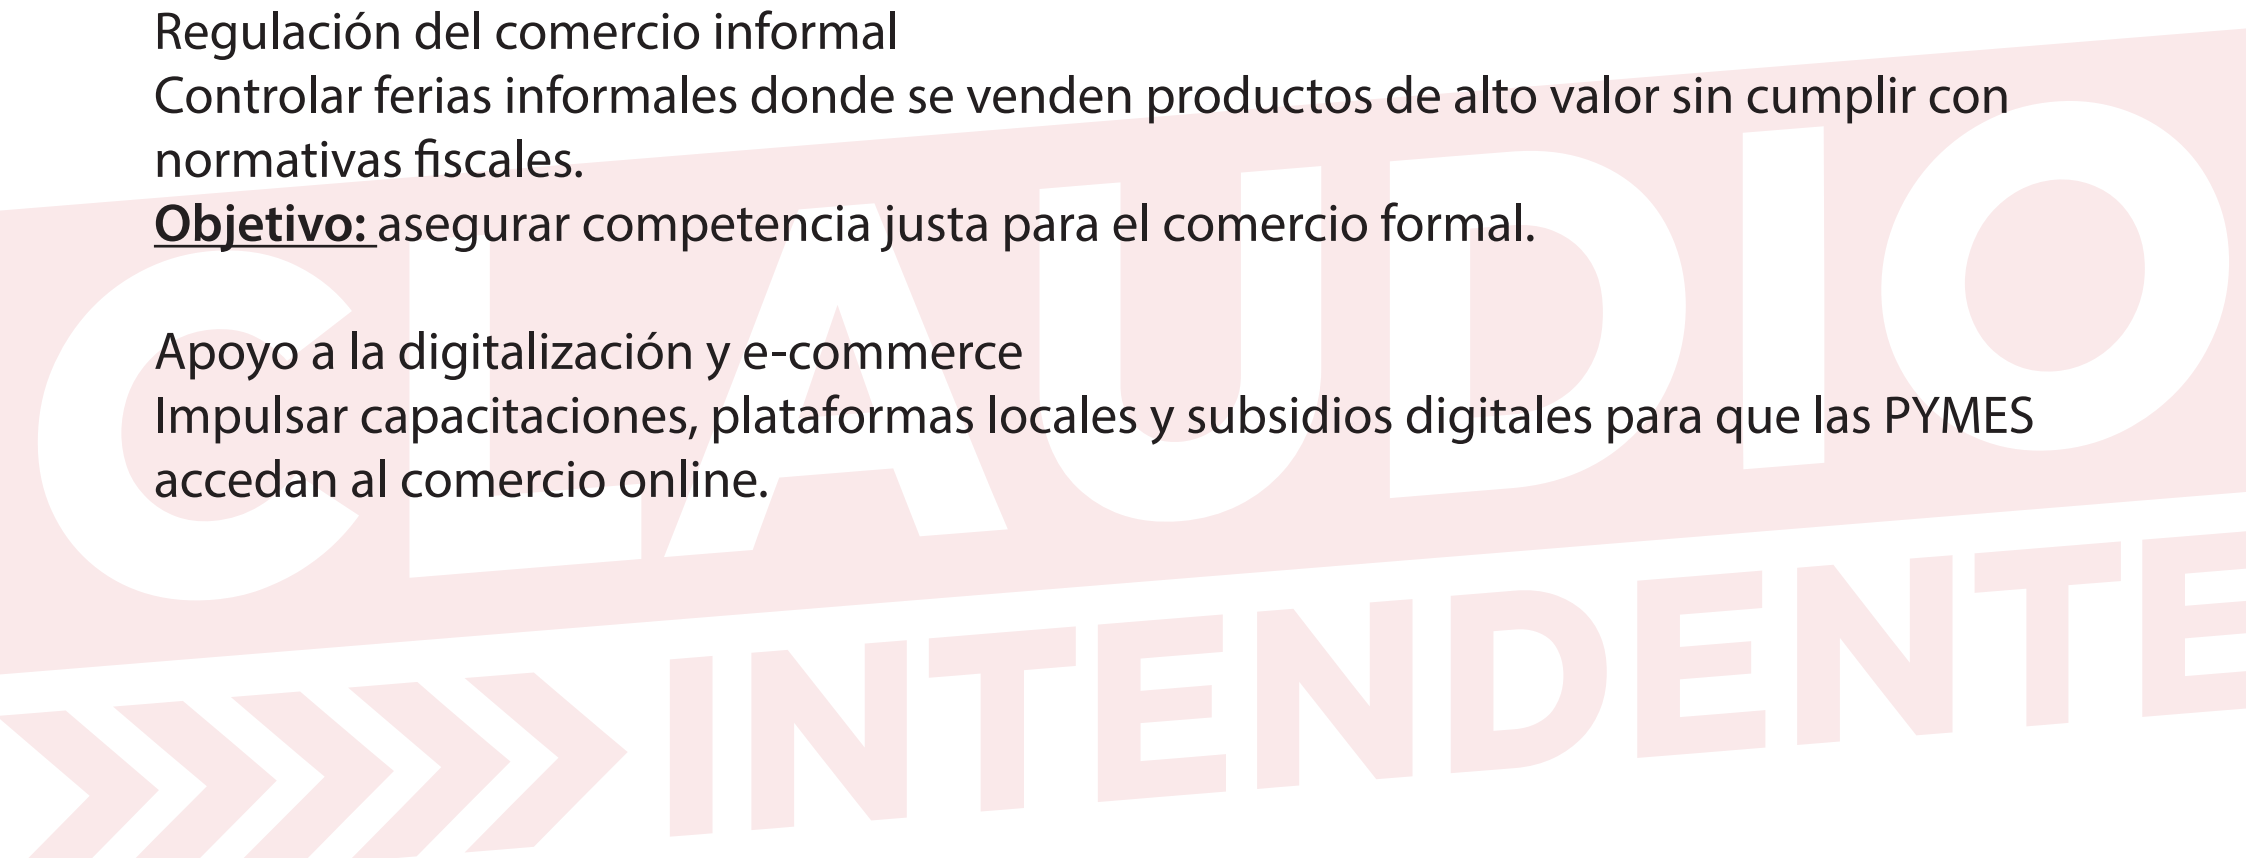 Regulación del comercio informal
Controlar ferias informales donde se venden productos de alto valor sin cumplir con
normativas fiscales.
Objetivo: asegurar competencia justa para el comercio formal.
Apoyo a la digitalización y e-commerce
Impulsar capacitaciones, plataformas locales y subsidios digitales para que las PYMES
accedan al comercio online.
CLAUDIO
INTENDENTE